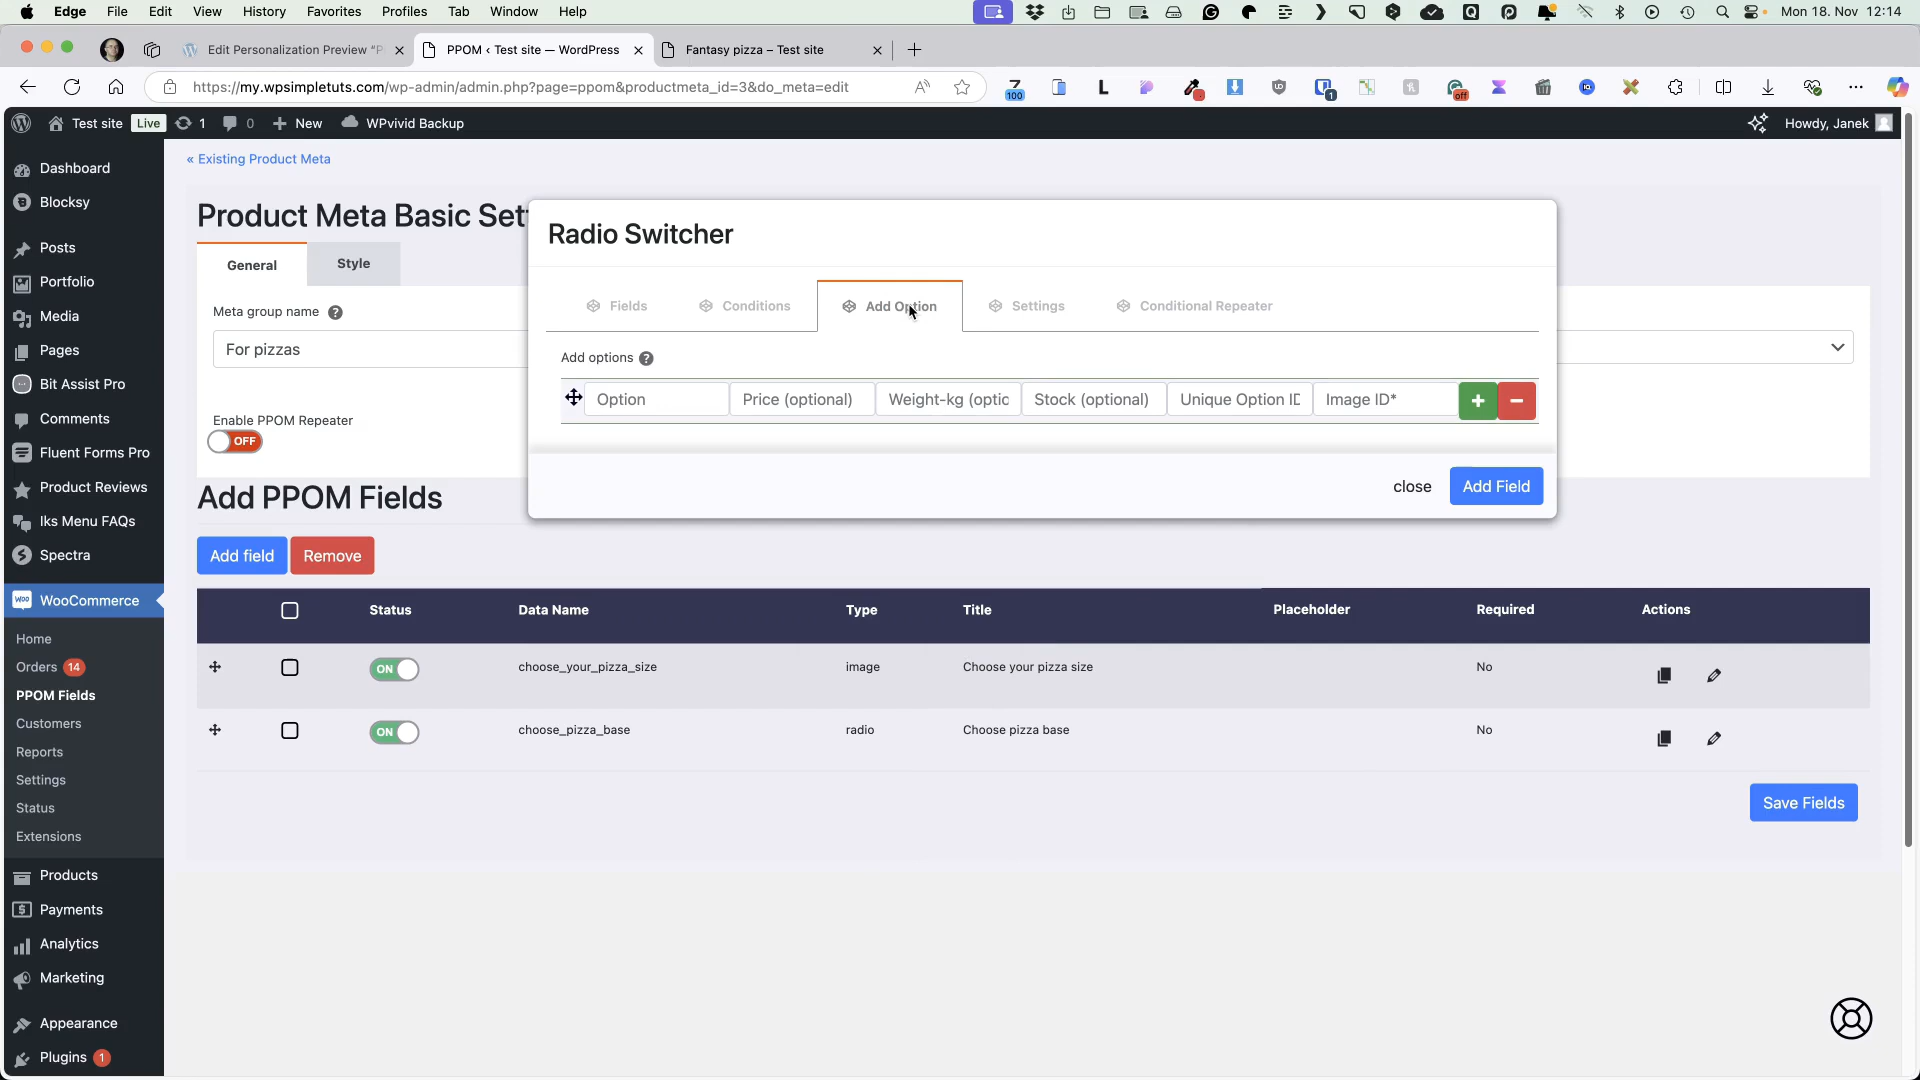 Edge File Edit View History Favorites Profiles Tab Window Help Mon 18. Nov 12:14
Edit Personalization Preview “P PPOM ‹ Test site — WordPress Fantasy pizza – Test site
https://my.wpsimpletuts.com/wp-admin/admin.php?page=ppom&productmeta_id=3&do_meta=edit
Test site Live 1 0 New WPvivid Backup Howdy, Janek
Dashboard
Blocksy
Posts
Portfolio
Media
Pages
Bit Assist Pro
Comments
Fluent Forms Pro
Product Reviews
Iks Menu FAQs
Spectra
WooCommerce
Home
Orders 14
PPOM Fields
Customers
Reports
Settings
Status
Extensions
Products
Payments
Analytics
Marketing
Appearance
Plugins 1
« Existing Product Meta
Product Meta Basic Set
General Style
Meta group name
For pizzas
Enable PPOM Repeater
OFF
Radio Switcher
Fields Conditions Add Option Settings Conditional Repeater
Add options
Option Price (optional) Weight-kg (optic Stock (optional) Unique Option ID Image ID*
close Add Field
Add PPOM Fields
Add field Remove
Status Data Name Type Title Placeholder Required Actions
ON choose_your_pizza_size image Choose your pizza size No
ON choose_pizza_base radio Choose pizza base No
Save Fields